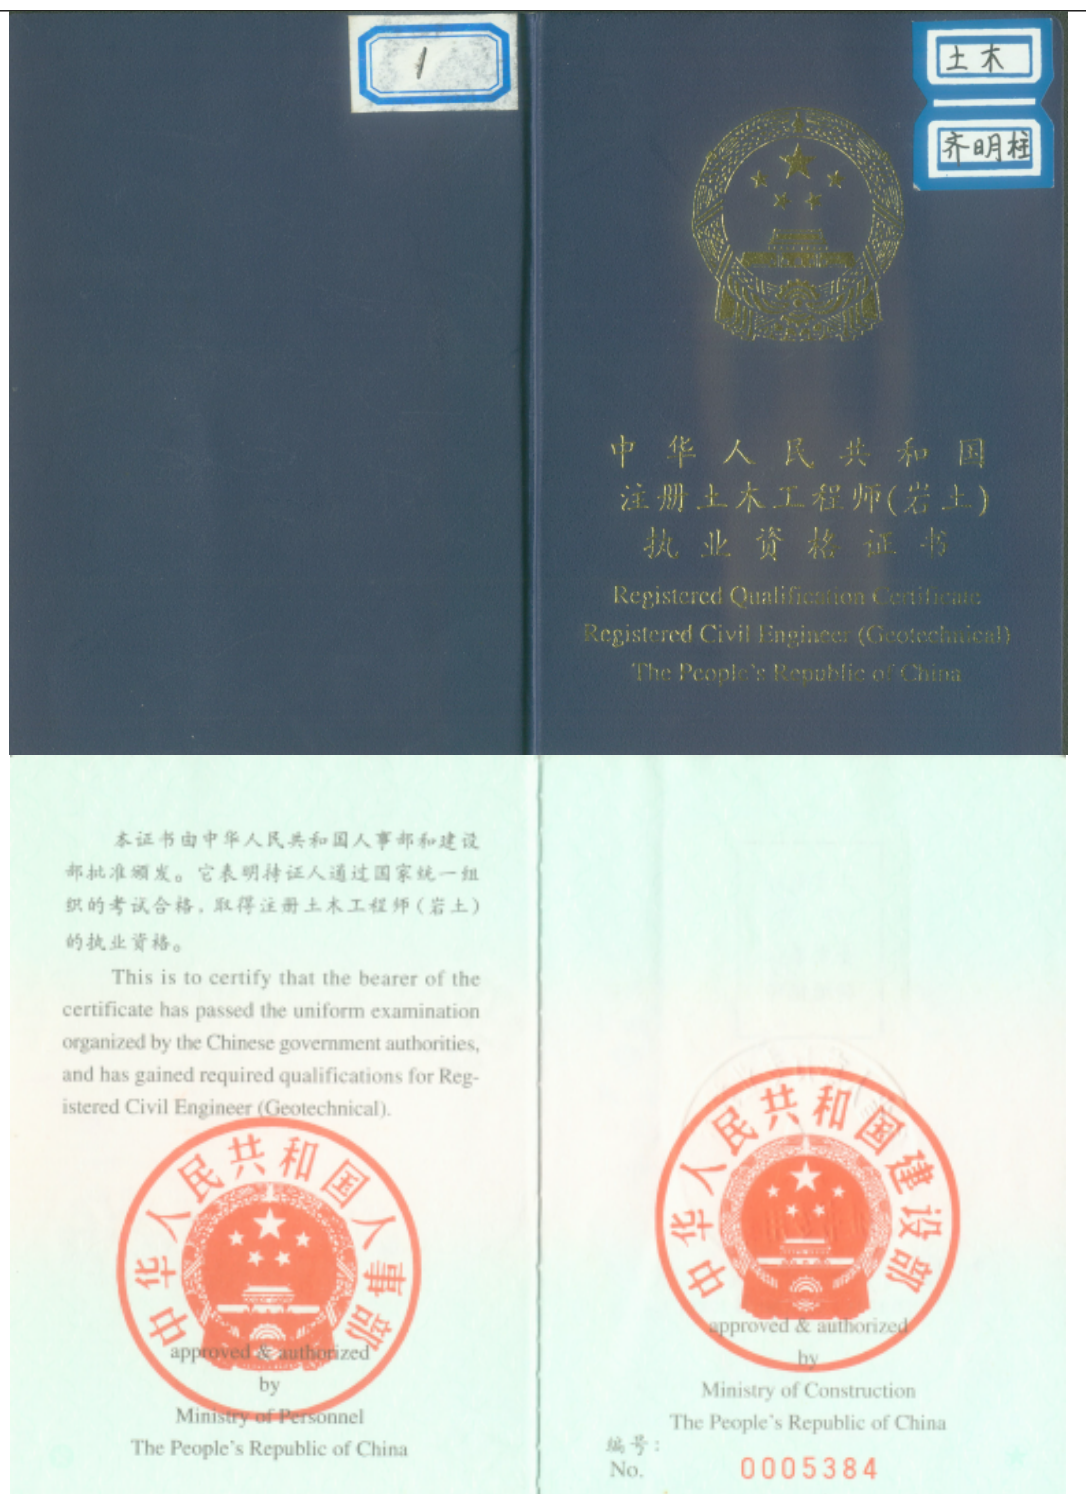 1
土木
齐明柱
中华人民共和国
注册土木工程师(岩土)
执业资格证书
Registered Qualification Certificate
Registered Civil Engineer (Geotechnical)
The People's Republic of China
本证书由中华人民共和国人事部和建设
部批准颁发。它表明持证人通过国家统一组
织的考试合格，取得注册土木工程师（岩土）
的执业资格。
This is to certify that the bearer of the
certificate has passed the uniform examination
organized by the Chinese government authorities,
and has gained required qualifications for Reg-
istered Civil Engineer (Geotechnical).
中华人民共和国人事部
approved & authorized
by
Ministry of Personnel
The People's Republic of China
中华人民共和国建设部
approved & authorized
by
Ministry of Construction
The People's Republic of China
编号：
No. 0005384